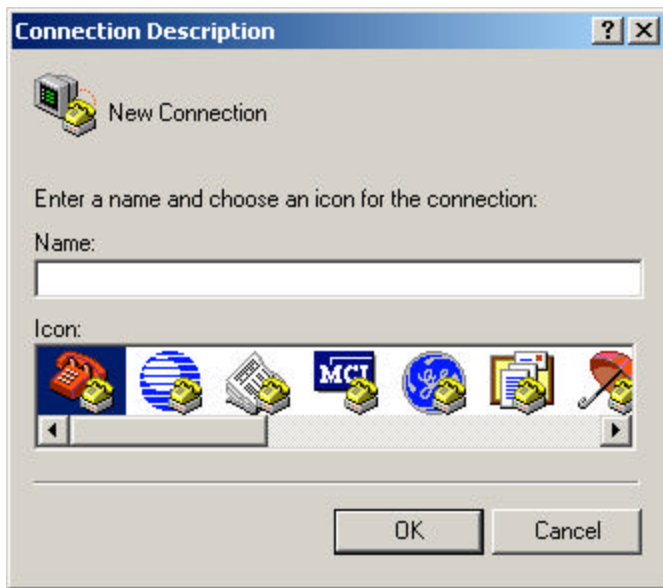 Connection Description
New Connection
Enter a name and choose an icon for the connection:
Name:
Icon:
MCI
OK
Cancel